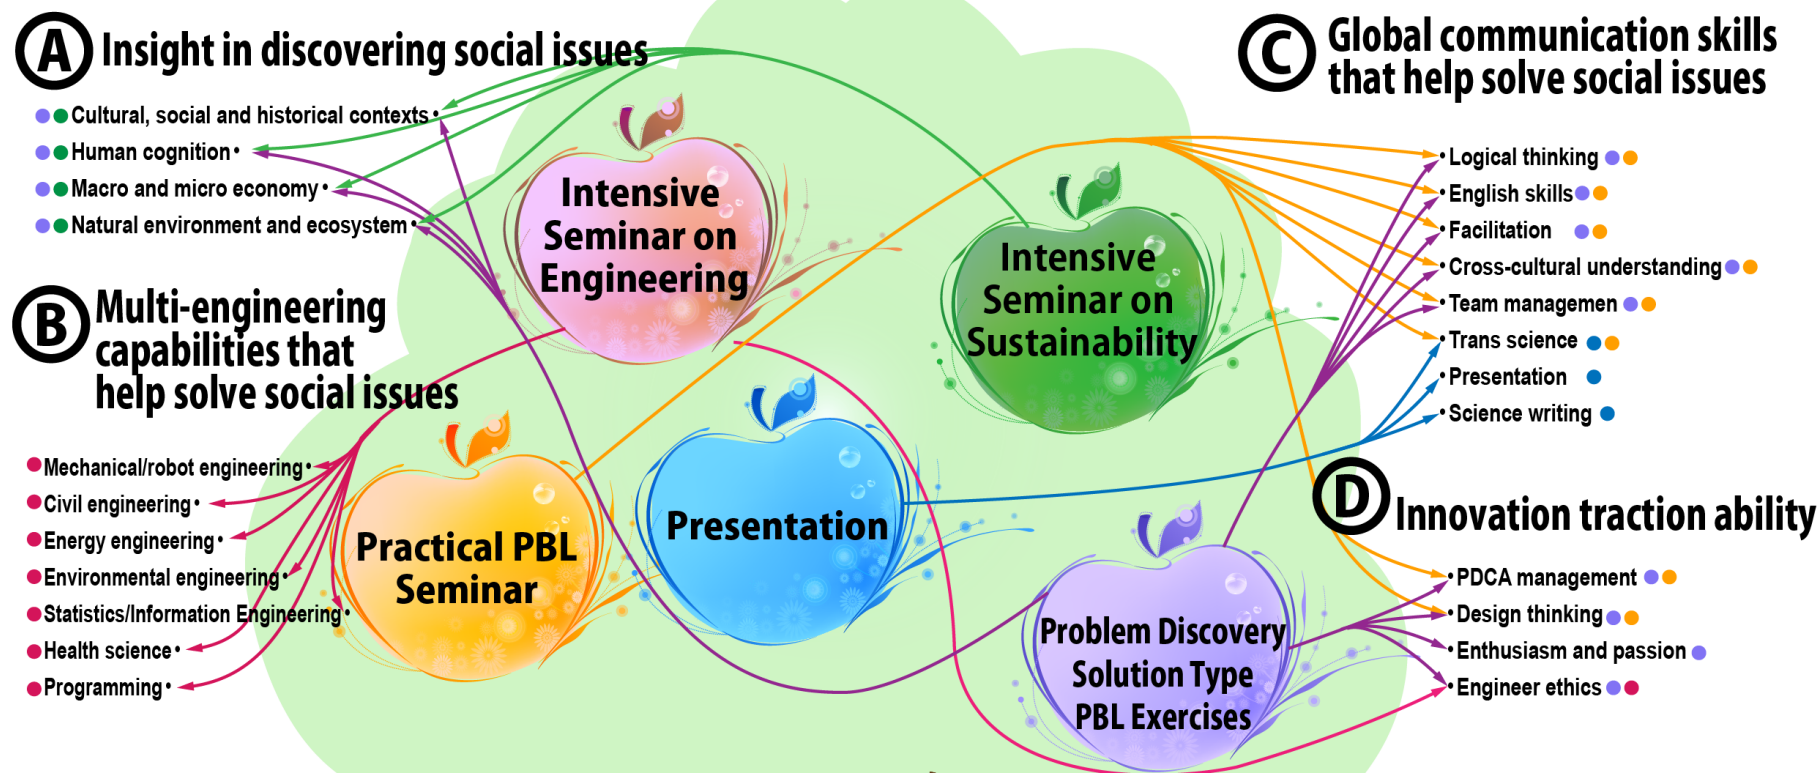 A Insight in discovering social issues
Cultural, social and historical contexts
Human cognition
Macro and micro economy
Natural environment and ecosystem
B Multi-engineering
capabilities that
help solve social issues
Mechanical/robot engineering
Civil engineering
Energy engineering
Environmental engineering
Statistics/Information Engineering
Health science
Programming
Intensive
Seminar on
Engineering
Intensive
Seminar on
Sustainability
Practical PBL
Seminar
Presentation
Problem Discovery
Solution Type
PBL Exercises
C Global communication skills
that help solve social issues
Logical thinking
English skills
Facilitation
Cross-cultural understanding
Team managemen
Trans science
Presentation
Science writing
D Innovation traction ability
PDCA management
Design thinking
Enthusiasm and passion
Engineer ethics